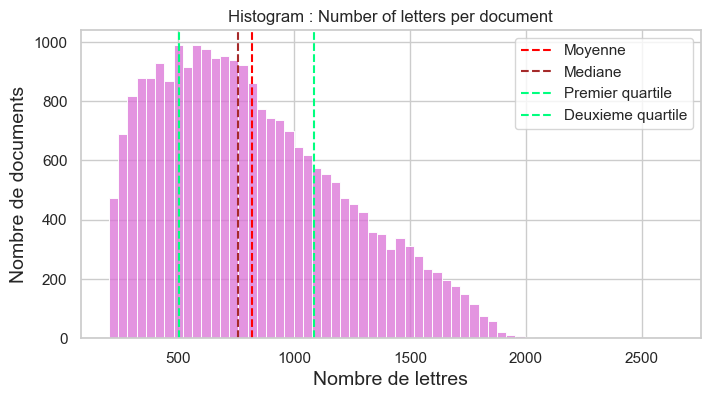 Histogram : Number of letters per document
Nombre de documents
1000
800
600
400
200
0
Moyenne
Mediane
Premier quartile
Deuxieme quartile
500
1000
1500
2000
2500
Nombre de lettres